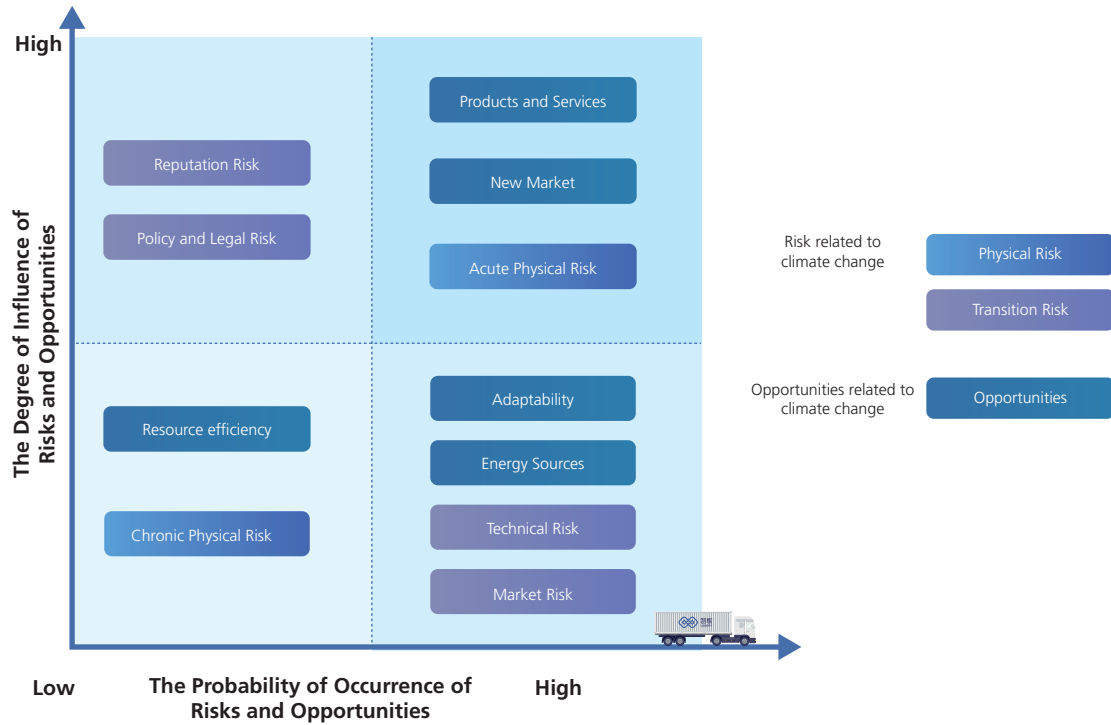 High
Products and Services
Reputation Risk
New Market
Policy and Legal Risk
Acute Physical Risk
The Degree of Influence of
Risks and Opportunities
Risk related to
climate change
Physical Risk
Transition Risk
Opportunities related to
climate change
Opportunities
Adaptability
Resource efficiency
Energy Sources
Technical Risk
Chronic Physical Risk
Market Risk
Low
The Probability of Occurrence of
Risks and Opportunities
High